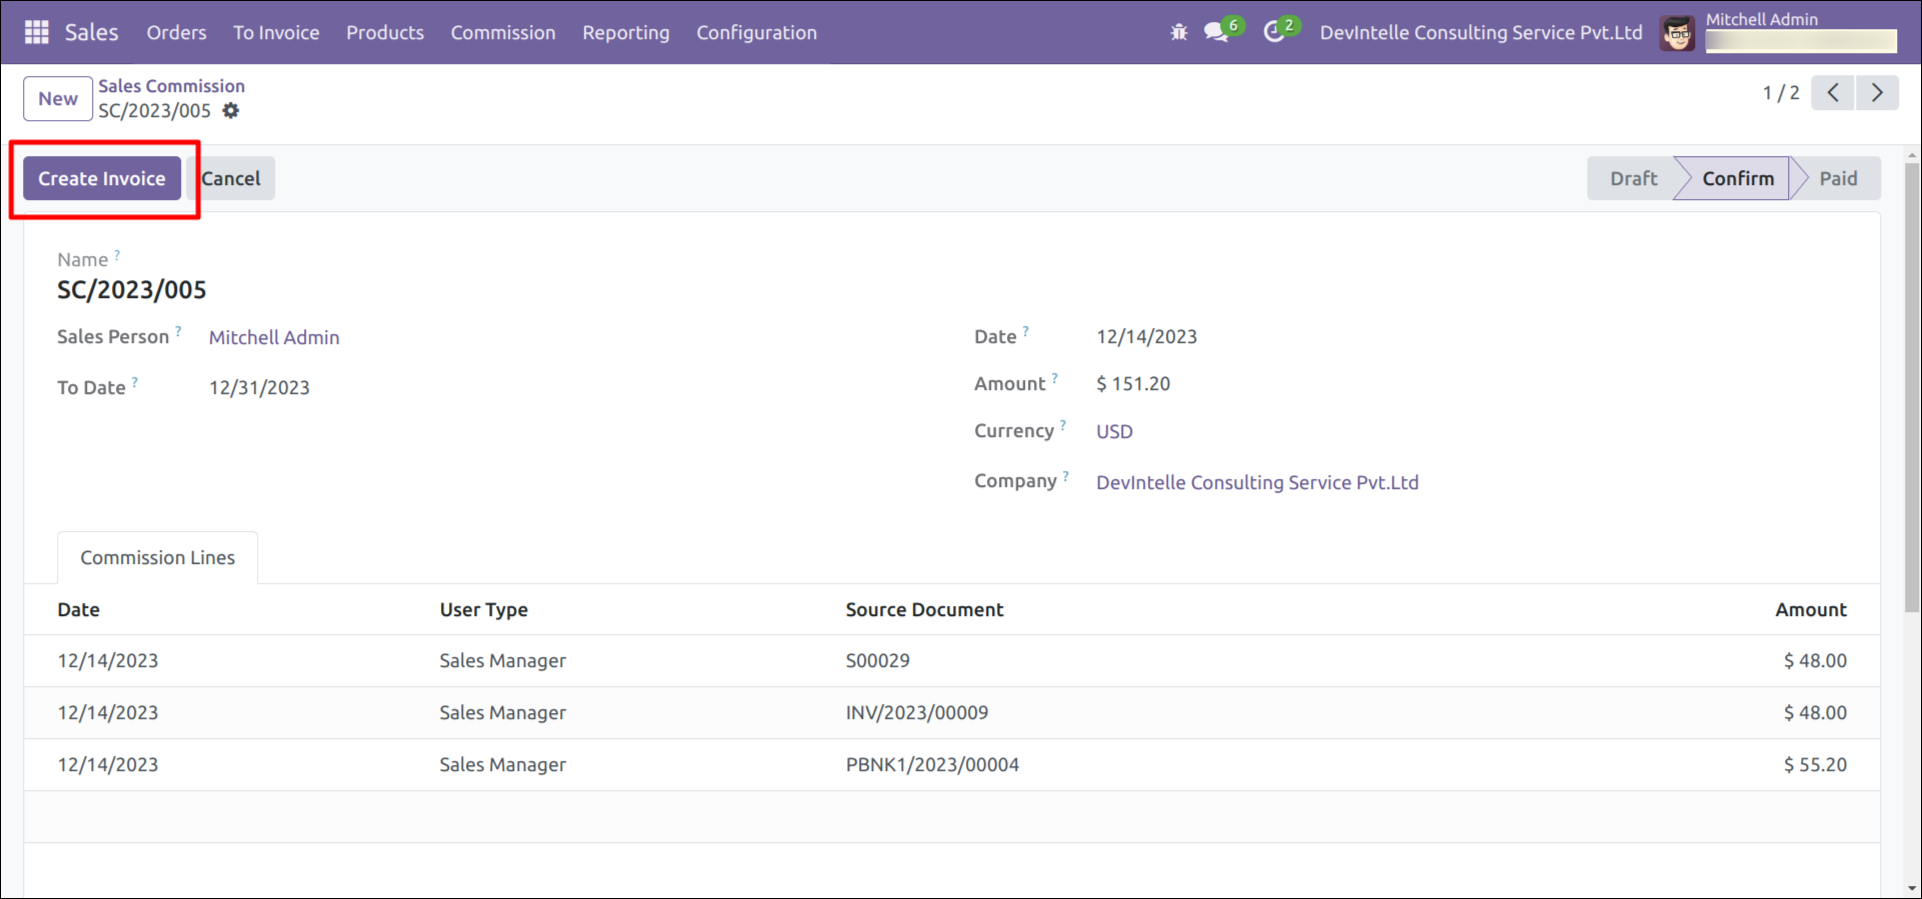 Sales Orders To Invoice Products Commission Reporting Configuration 6 2 DevIntelle Consulting Service Pvt.Ltd Mitchell Admin
New Sales Commission 1 / 2
SC/2023/005
Create Invoice Cancel Draft Confirm Paid
Name ?
SC/2023/005
Sales Person ? Mitchell Admin Date ? 12/14/2023
To Date ? 12/31/2023 Amount ? $ 151.20
Currency ? USD
Company ? DevIntelle Consulting Service Pvt.Ltd
Commission Lines
Date User Type Source Document Amount
12/14/2023 Sales Manager S00029 $ 48.00
12/14/2023 Sales Manager INV/2023/00009 $ 48.00
12/14/2023 Sales Manager PBNK1/2023/00004 $ 55.20